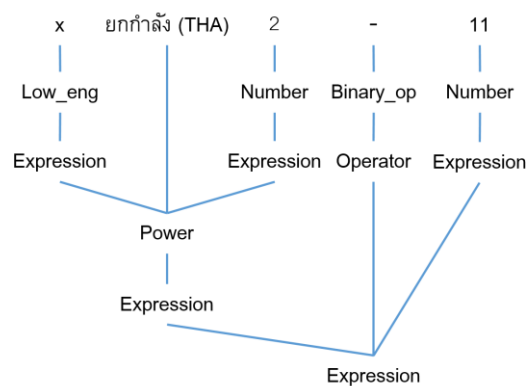 x ยกกำลัง (THA) 2 - 11
Low_eng Number Binary_op Number
Expression Expression Operator Expression
Power
Expression
Expression